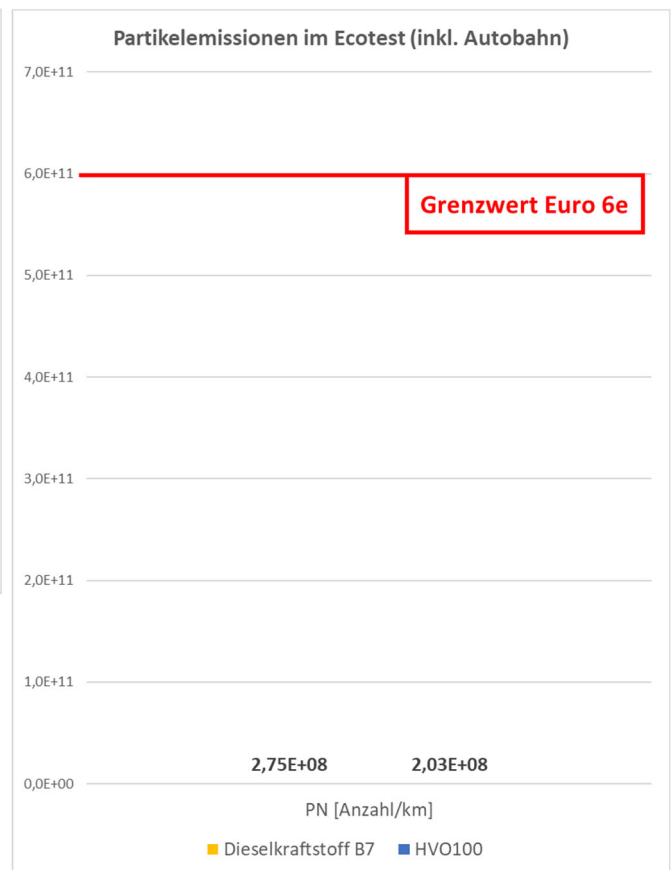 Partikelemissionen im Ecotest (inkl. Autobahn)
7,0E+11
6,0E+11
Grenzwert Euro 6e
5,0E+11
4,0E+11
3,0E+11
2,0E+11
1,0E+11
2,75E+08 2,03E+08
0,0E+00
PN [Anzahl/km]
Dieselkraftstoff B7 HVO100